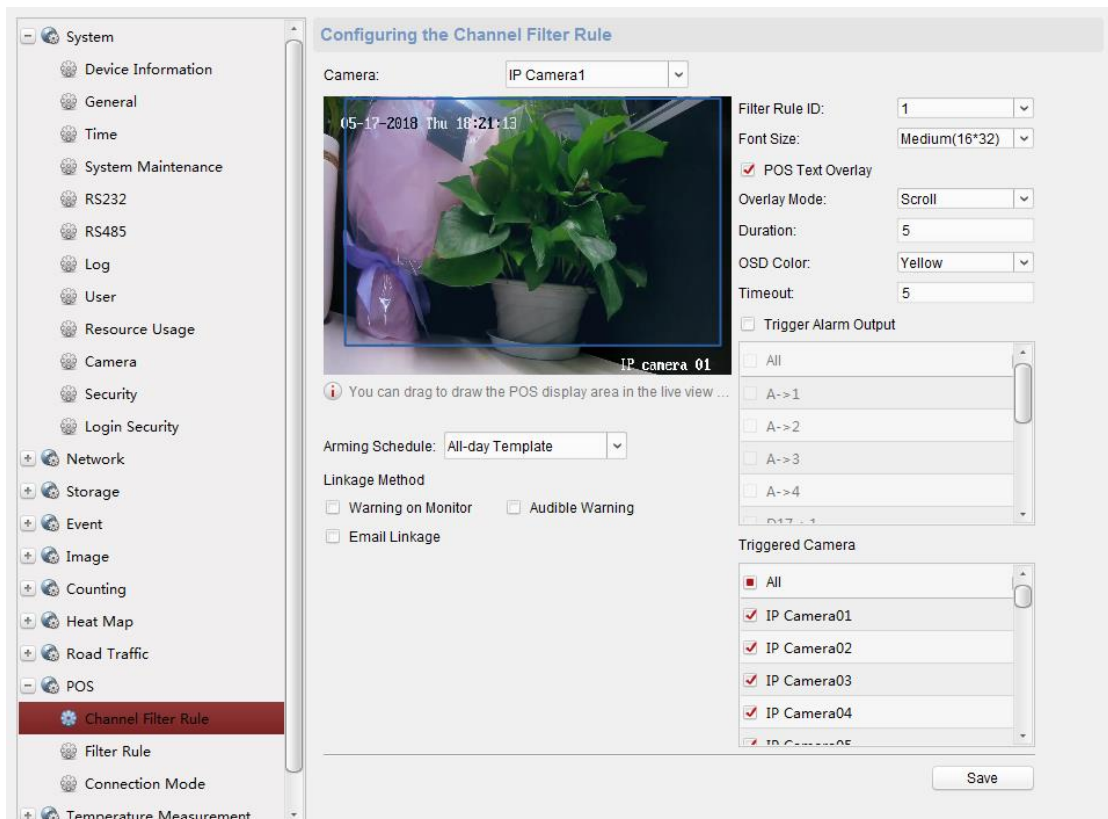 System
Device Information
General
Time
System Maintenance
RS232
RS485
Log
User
Resource Usage
Camera
Security
Login Security
Network
Storage
Event
Image
Counting
Heat Map
Road Traffic
POS
Channel Filter Rule
Filter Rule
Connection Mode
Temperature Measurement
Configuring the Channel Filter Rule
Camera: IP Camera1
05-17-2018 Thu 18:21:13
IP camera 01
You can drag to draw the POS display area in the live view ...
Arming Schedule: All-day Template
Linkage Method
Warning on Monitor Audible Warning
Email Linkage
Filter Rule ID: 1
Font Size: Medium(16*32)
POS Text Overlay
Overlay Mode: Scroll
Duration: 5
OSD Color: Yellow
Timeout: 5
Trigger Alarm Output
All
A->1
A->2
A->3
A->4
Triggered Camera
All
IP Camera01
IP Camera02
IP Camera03
IP Camera04
IP Camera05
Save